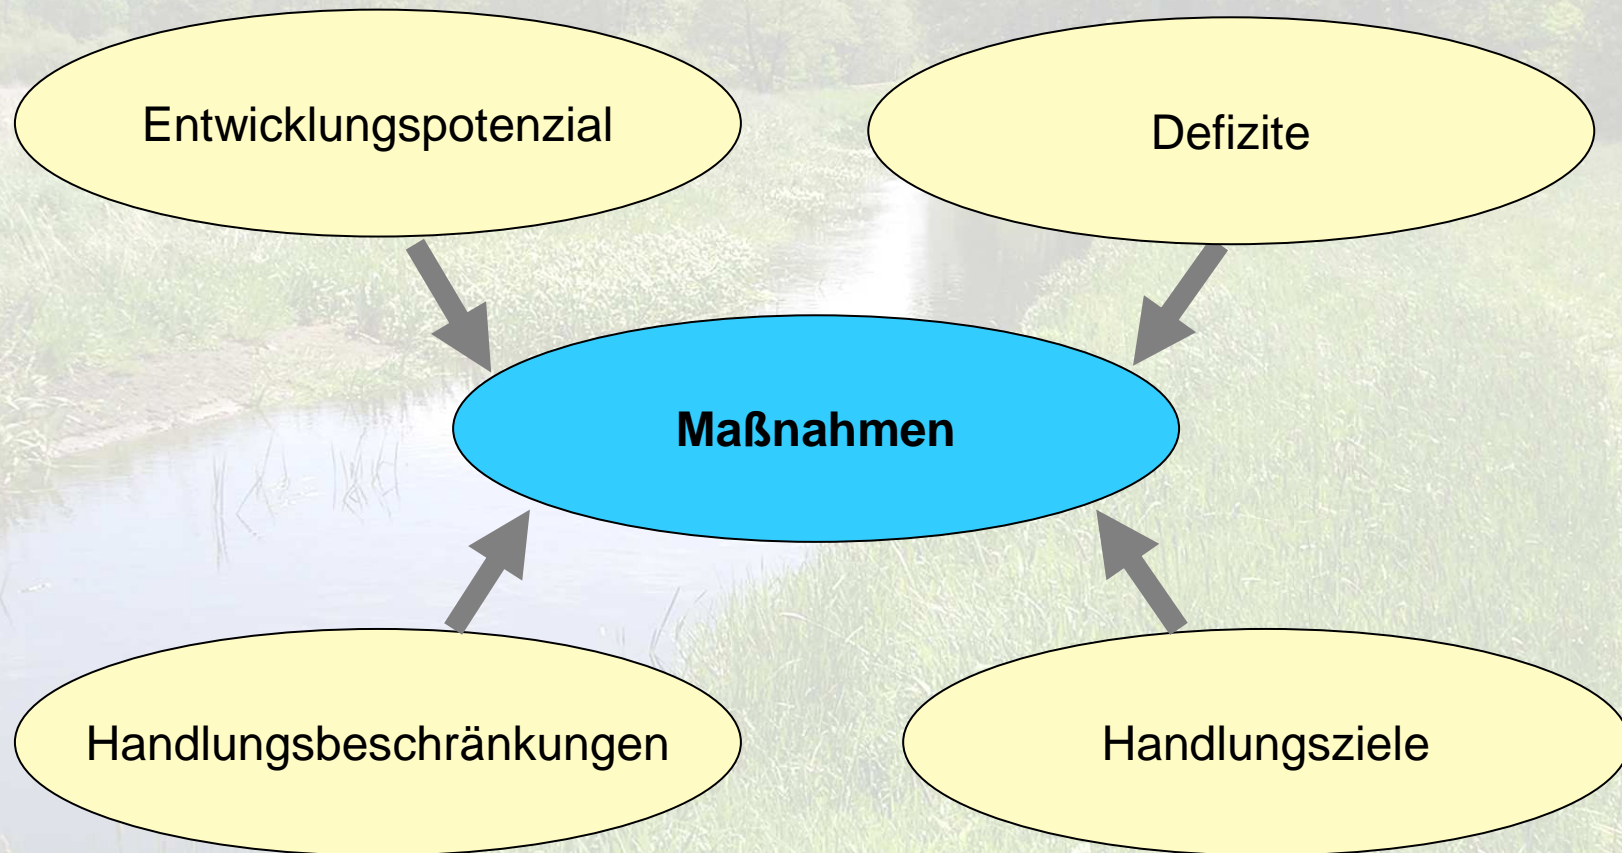 Entwicklungspotenzial
Defizite
Maßnahmen
Handlungsbeschränkungen
Handlungsziele